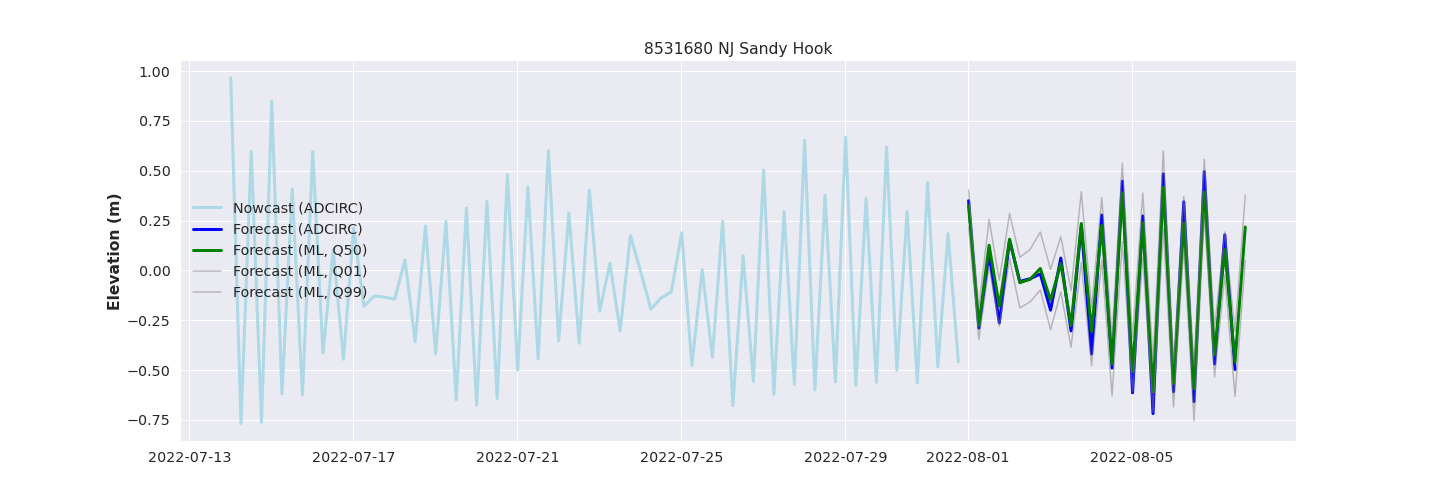 8531680 NJ Sandy Hook
Elevation (m)
1.00
0.75
0.50
0.25
0.00
−0.25
−0.50
−0.75
Nowcast (ADCIRC)
Forecast (ADCIRC)
Forecast (ML, Q50)
Forecast (ML, Q01)
Forecast (ML, Q99)
2022-07-13 2022-07-17 2022-07-21 2022-07-25 2022-07-29 2022-08-01 2022-08-05